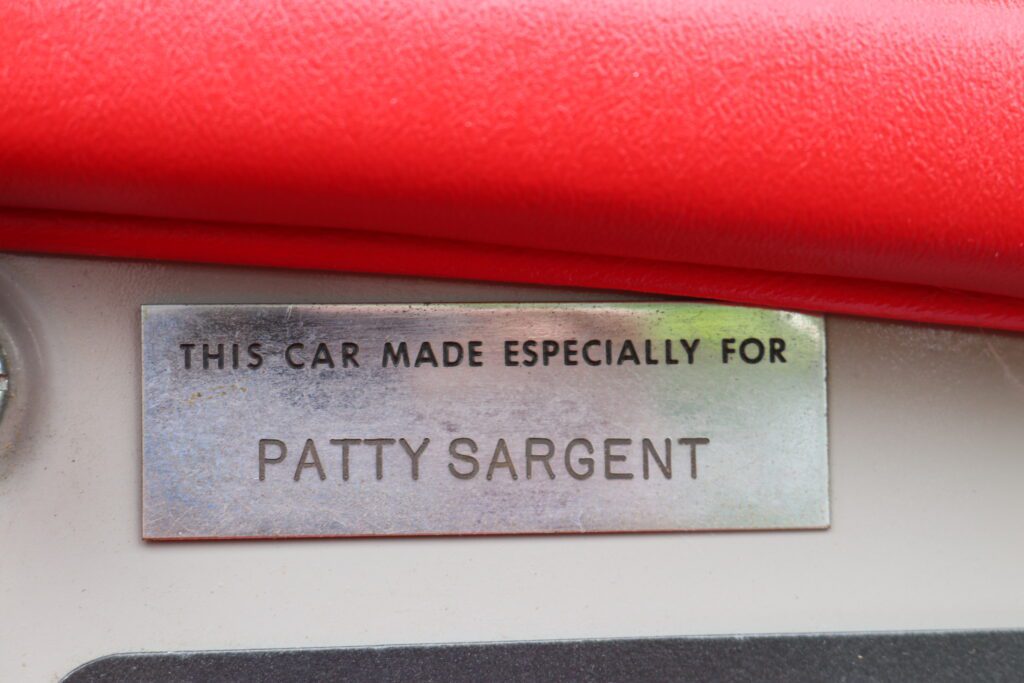 THIS CAR MADE ESPECIALLY FOR
PATTY SARGENT